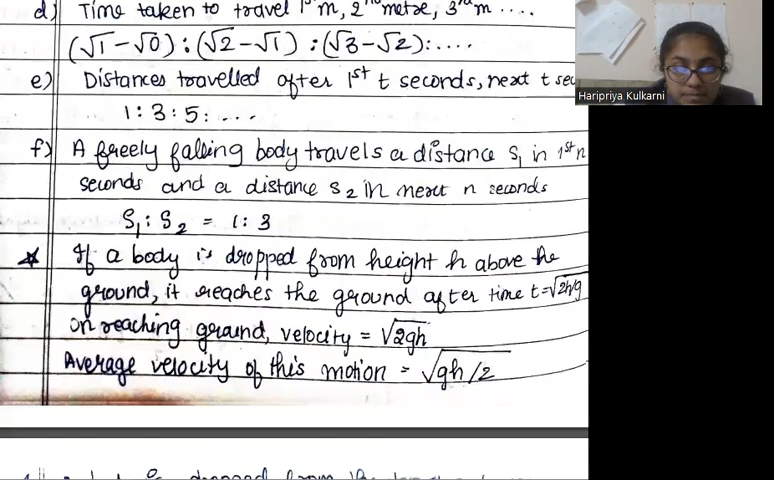 d) Time taken to travel 1st m, 2nd metre, 3rd m ....
(√1-√0) : (√2-√1) : (√3-√2) : ....
e) Distances travelled after 1st t seconds, next t sec
1 : 3 : 5 : ....
f) A freely falling body travels a distance S₁ in 1st n
seconds and a distance S₂ in next n seconds
S₁ : S₂ = 1 : 3
* If a body is dropped from height h above the
ground, it reaches the ground after time t=√2h/g
on reaching ground, velocity = √2gh
Average velocity of this motion = √gh/2
dropped from the
Haripriya Kulkarni